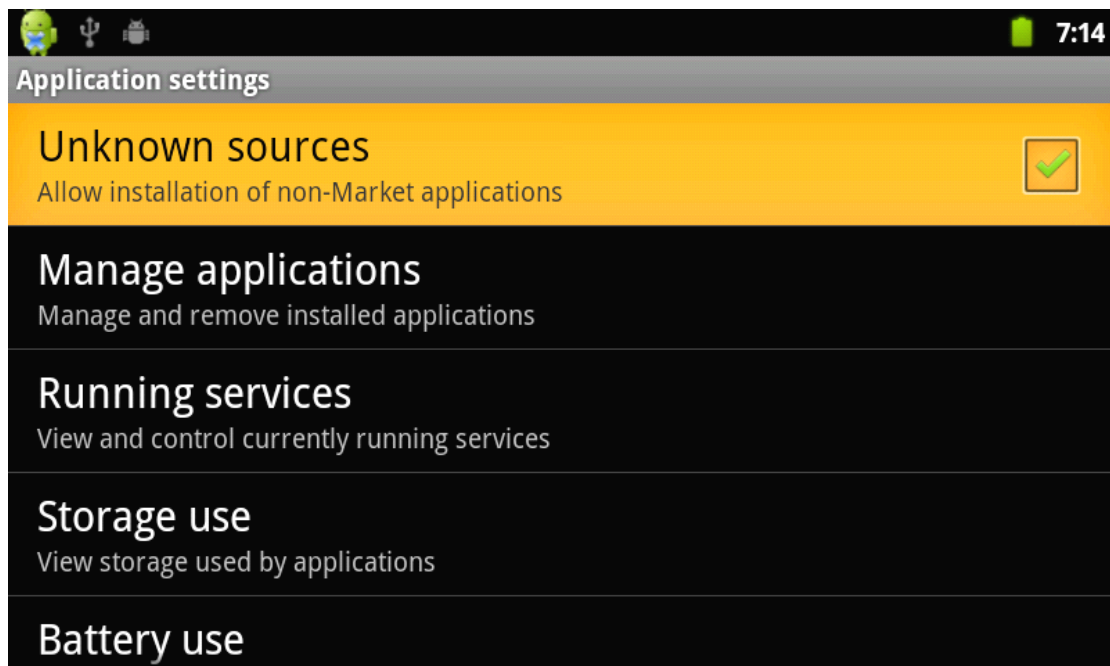 7:14
Application settings
Unknown sources
Allow installation of non-Market applications
Manage applications
Manage and remove installed applications
Running services
View and control currently running services
Storage use
View storage used by applications
Battery use